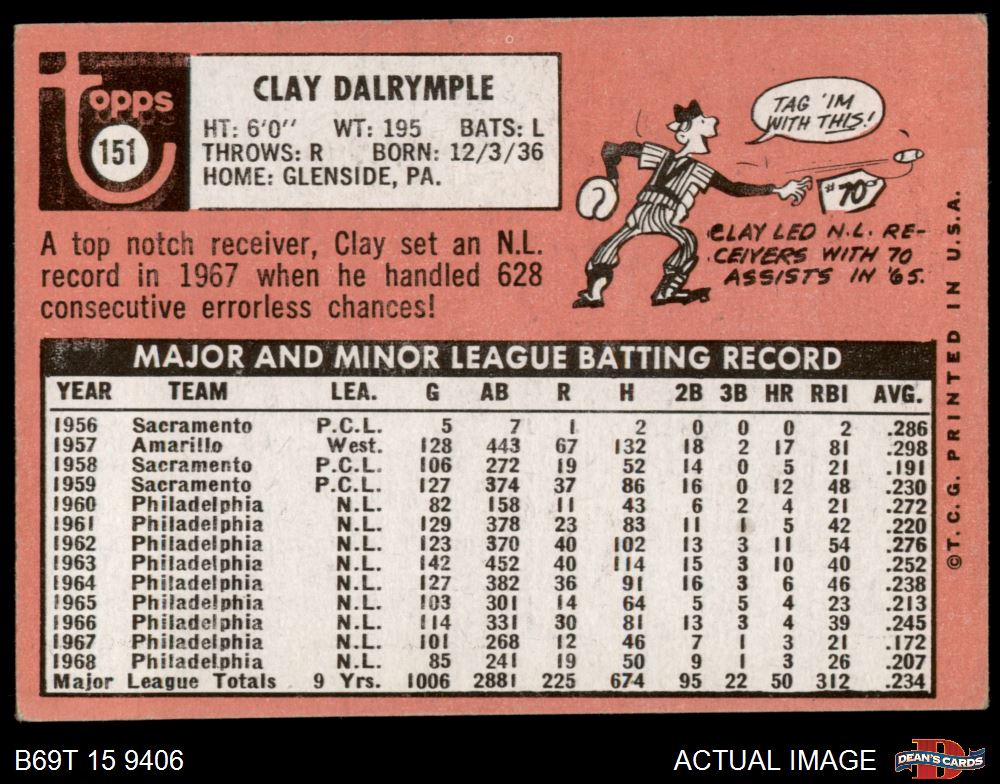 Topps
151
CLAY DALRYMPLE
HT: 6'0" WT: 195 BATS: L
THROWS: R BORN: 12/3/36
HOME: GLENSIDE, PA.
A top notch receiver, Clay set an N.L.
record in 1967 when he handled 628
consecutive errorless chances!
TAG 'IM
WITH THIS!
#70
CLAY LED N.L. RE-
CEIVERS WITH 70
ASSISTS IN '65.
MAJOR AND MINOR LEAGUE BATTING RECORD
YEAR TEAM LEA. G AB R H 2B 3B HR RBI AVG.
1956 Sacramento P.C.L. 5 7 1 2 0 0 0 2 .286
1957 Amarillo West. 128 443 67 132 18 2 17 81 .298
1958 Sacramento P.C.L. 106 272 19 52 14 0 5 21 .191
1959 Sacramento P.C.L. 127 374 37 86 16 0 12 48 .230
1960 Philadelphia N.L. 82 158 11 43 6 2 4 21 .272
1961 Philadelphia N.L. 129 378 23 83 11 1 5 42 .220
1962 Philadelphia N.L. 123 370 40 102 13 3 11 54 .276
1963 Philadelphia N.L. 142 452 40 114 15 3 10 40 .252
1964 Philadelphia N.L. 127 382 36 91 16 3 6 46 .238
1965 Philadelphia N.L. 103 301 14 64 5 5 4 23 .213
1966 Philadelphia N.L. 114 331 30 81 13 3 4 39 .245
1967 Philadelphia N.L. 101 268 12 46 7 1 3 21 .172
1968 Philadelphia N.L. 85 241 19 50 9 1 3 26 .207
Major League Totals 9 Yrs. 1006 2881 225 674 95 22 50 312 .234
© T.C.G. PRINTED IN U.S.A.
B69T 15 9406
ACTUAL IMAGE
D
DEAN'S CARDS